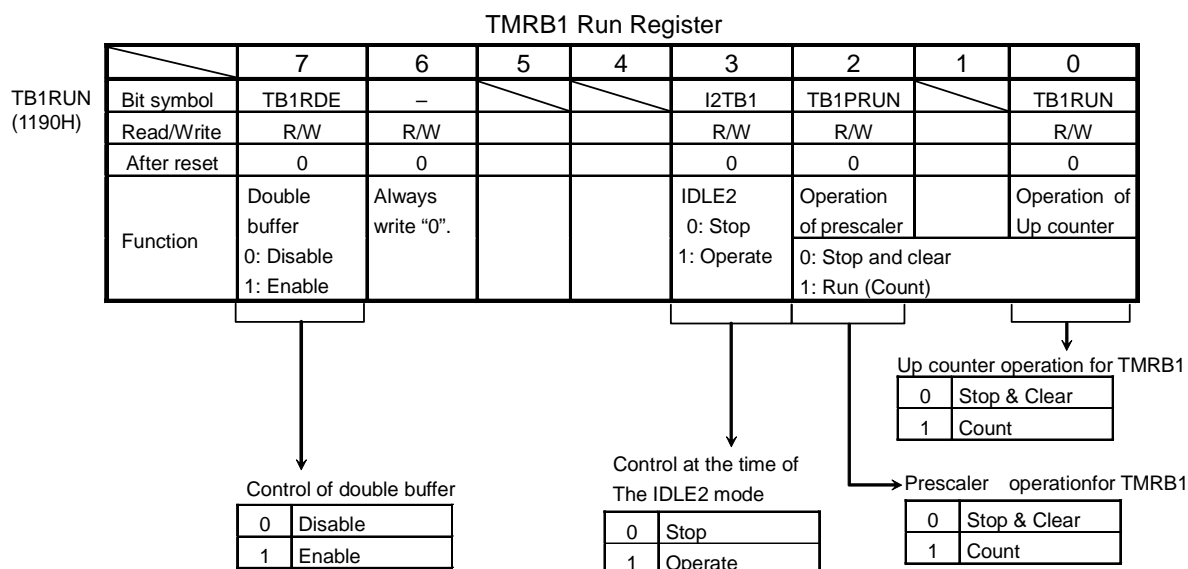 TMRB1 Run Register
7 6 5 4 3 2 1 0
TB1RUN
(1190H)
Bit symbol TB1RDE – I2TB1 TB1PRUN TB1RUN
Read/Write R/W R/W R/W R/W R/W
After reset 0 0 0 0 0
Function
Double
buffer
0: Disable
1: Enable
Always
write “0”.
IDLE2
0: Stop
1: Operate
Operation
of prescaler
Operation of
Up counter
0: Stop and clear
1: Run (Count)
Up counter operation for TMRB1
0 Stop & Clear
1 Count
Control of double buffer
0 Disable
1 Enable
Control at the time of
The IDLE2 mode
0 Stop
1 Operate
Prescaler operationfor TMRB1
0 Stop & Clear
1 Count